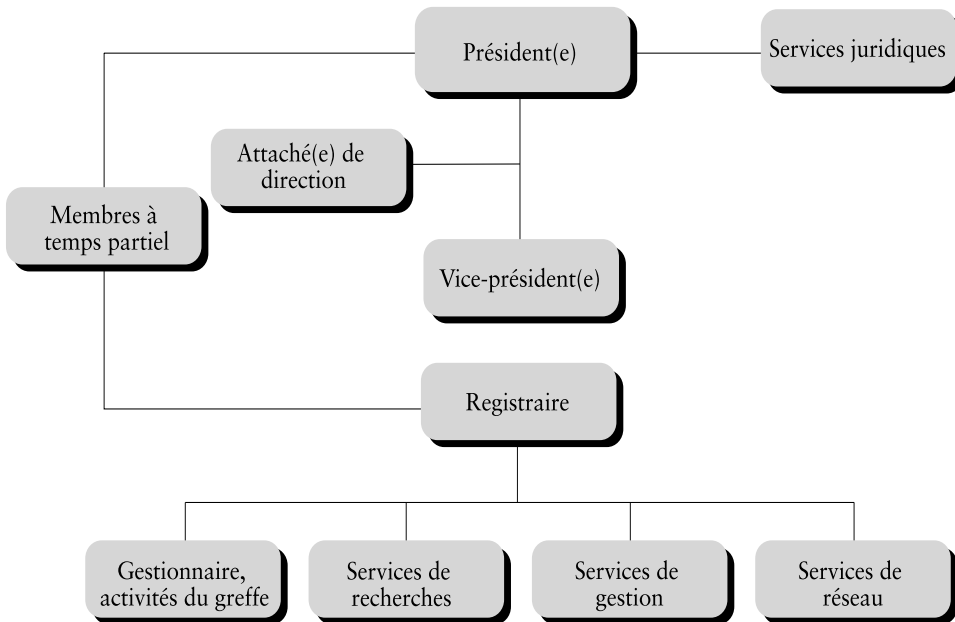 Président(e)
Services juridiques
Attaché(e) de
direction
Membres à
temps partiel
Vice-président(e)
Registraire
Gestionnaire,
activités du greffe
Services de
recherches
Services de
gestion
Services de
réseau